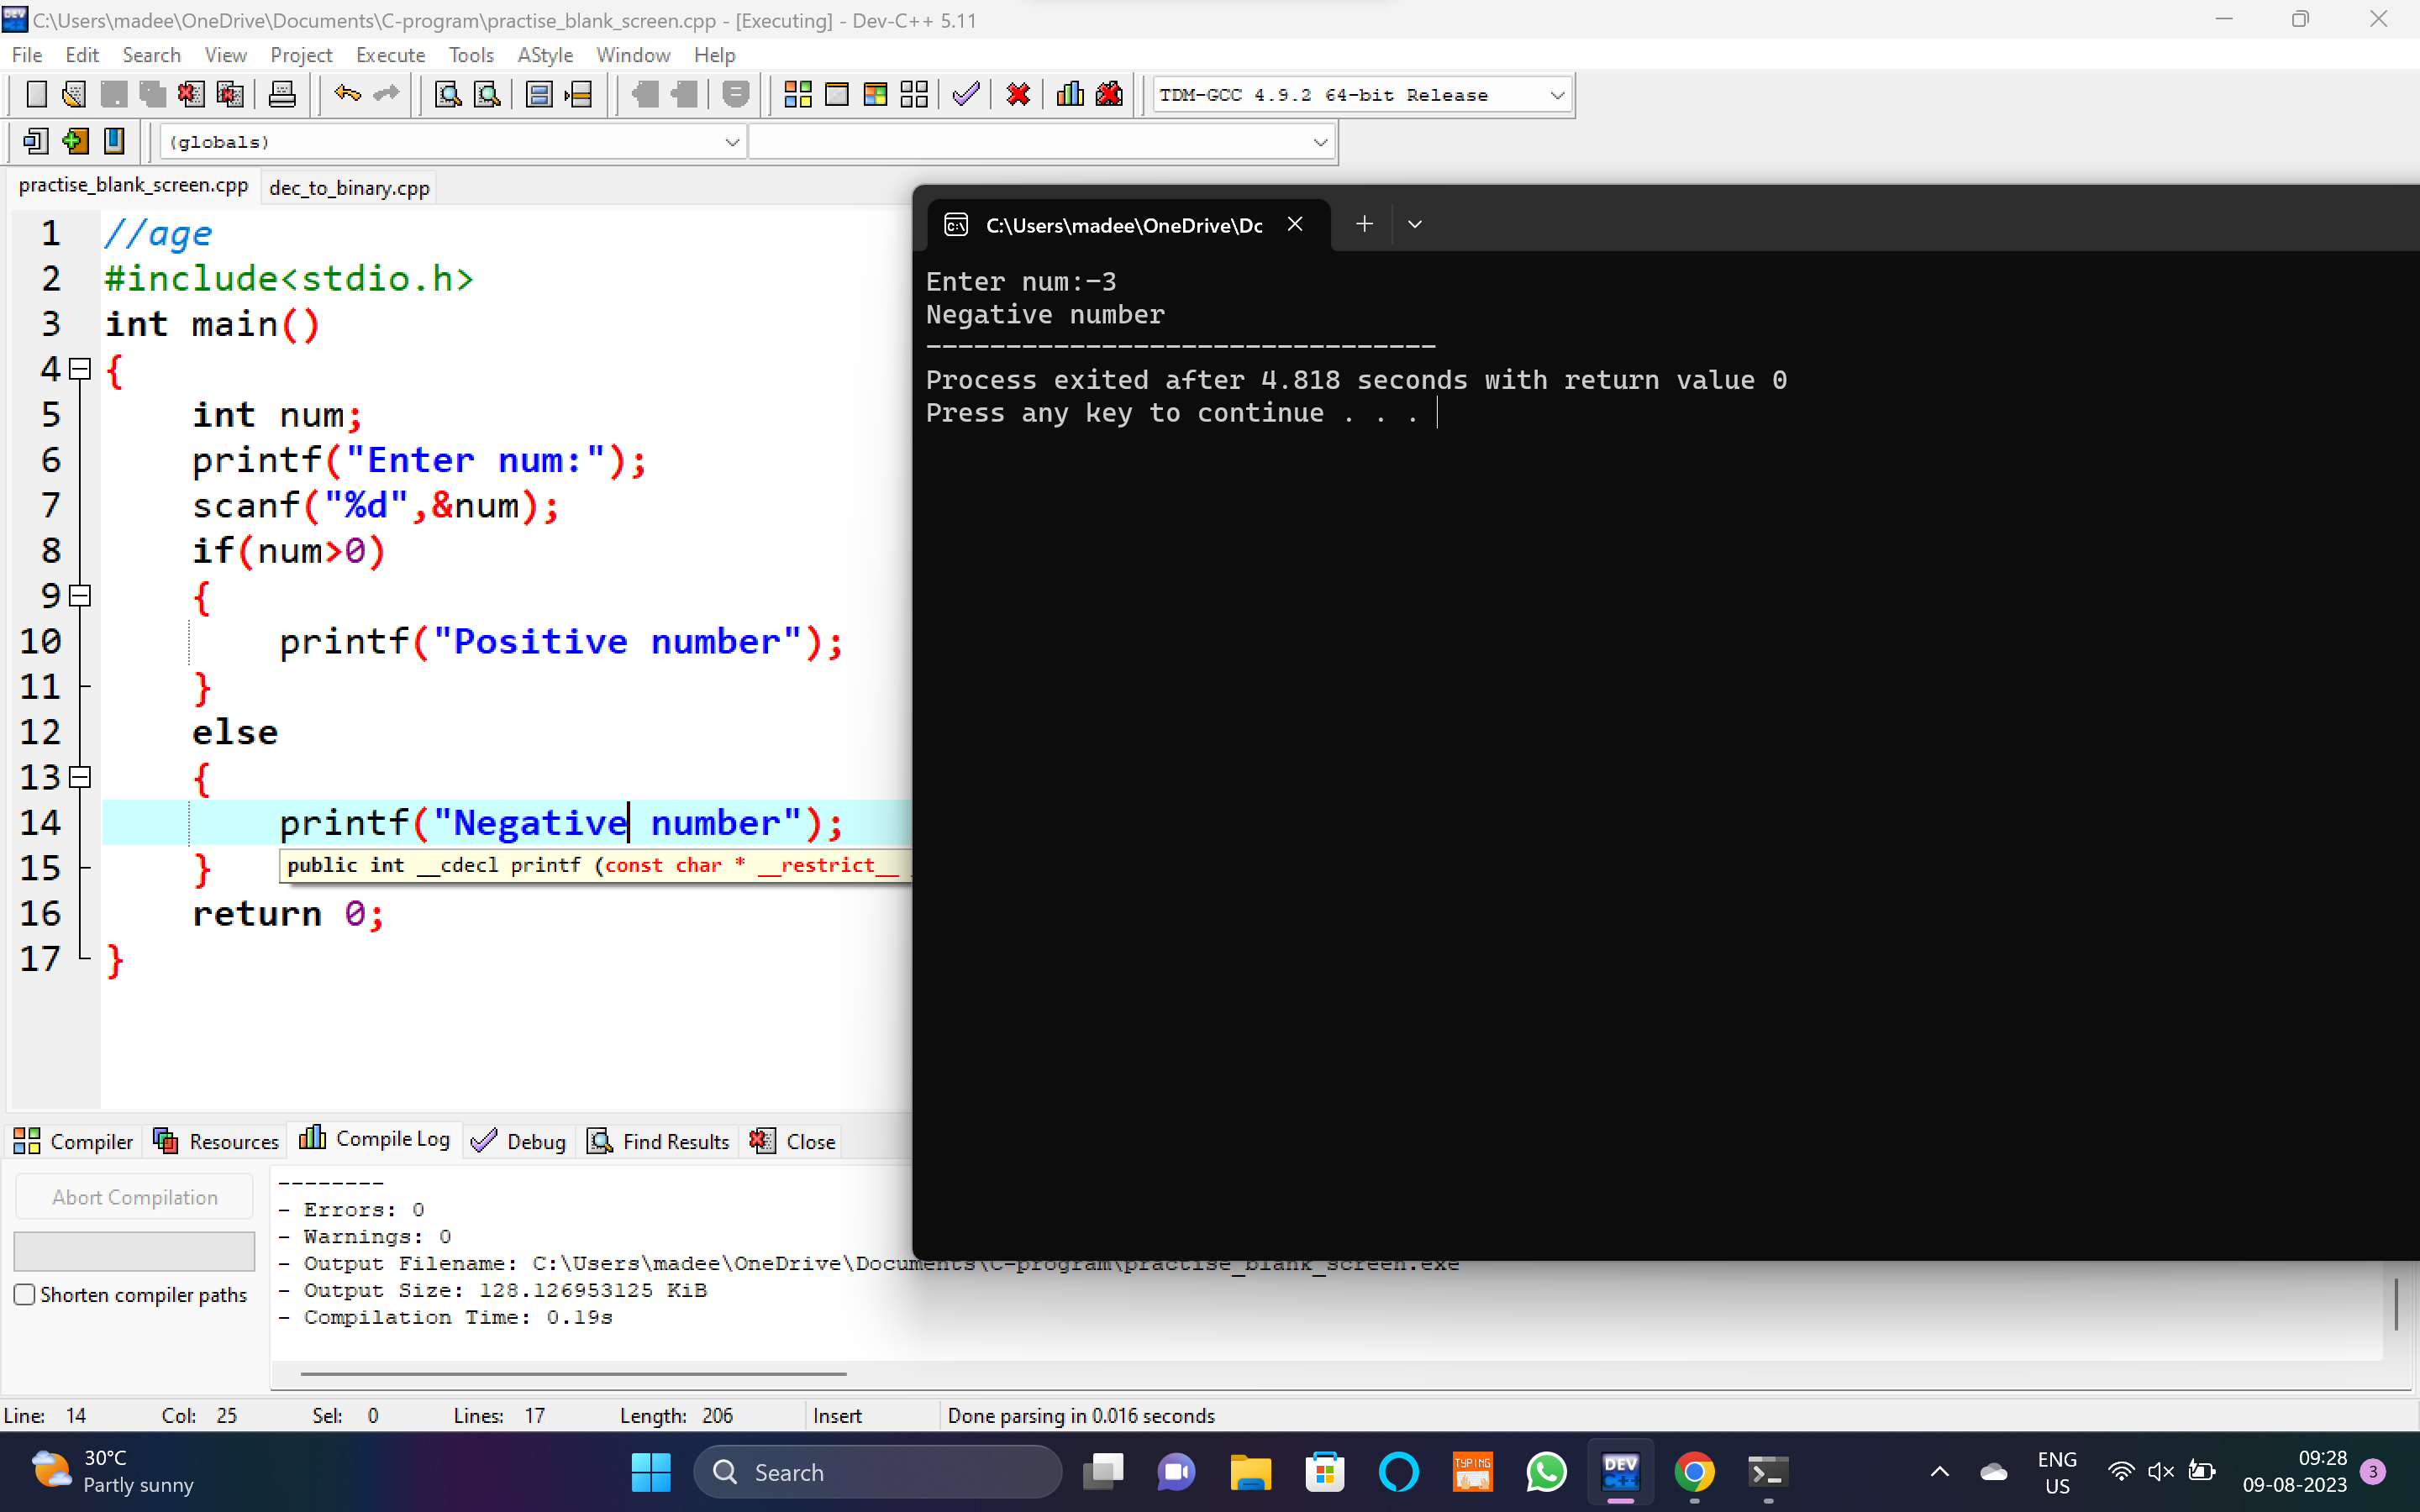 C:\Users\madee\OneDrive\Documents\C-program\practise_blank_screen.cpp - [Executing] - Dev-C++ 5.11
File Edit Search View Project Execute Tools AStyle Window Help
TDM-GCC 4.9.2 64-bit Release
(globals)
practise_blank_screen.cpp dec_to_binary.cpp
1 //age
2 #include<stdio.h>
3 int main()
4 {
5 int num;
6 printf("Enter num:");
7 scanf("%d",&num);
8 if(num>0)
9 {
10 printf("Positive number");
11 }
12 else
13 {
14 printf("Negative number");
public int __cdecl printf (const char * __restrict__
15 }
16 return 0;
17 }
C:\Users\madee\OneDrive\Dc
Enter num:-3
Negative number
--------------------------------
Process exited after 4.818 seconds with return value 0
Press any key to continue . . .
Compiler Resources Compile Log Debug Find Results Close
Abort Compilation
Shorten compiler paths
--------
- Errors: 0
- Warnings: 0
- Output Filename: C:\Users\madee\OneDrive\Documents\C-program\practise_blank_screen.exe
- Output Size: 128.126953125 KiB
- Compilation Time: 0.19s
Line: 14 Col: 25 Sel: 0 Lines: 17 Length: 206 Insert Done parsing in 0.016 seconds
30°C
Partly sunny
Search
TYPING
DEV
C++
ENG
US
09:28
09-08-2023
3